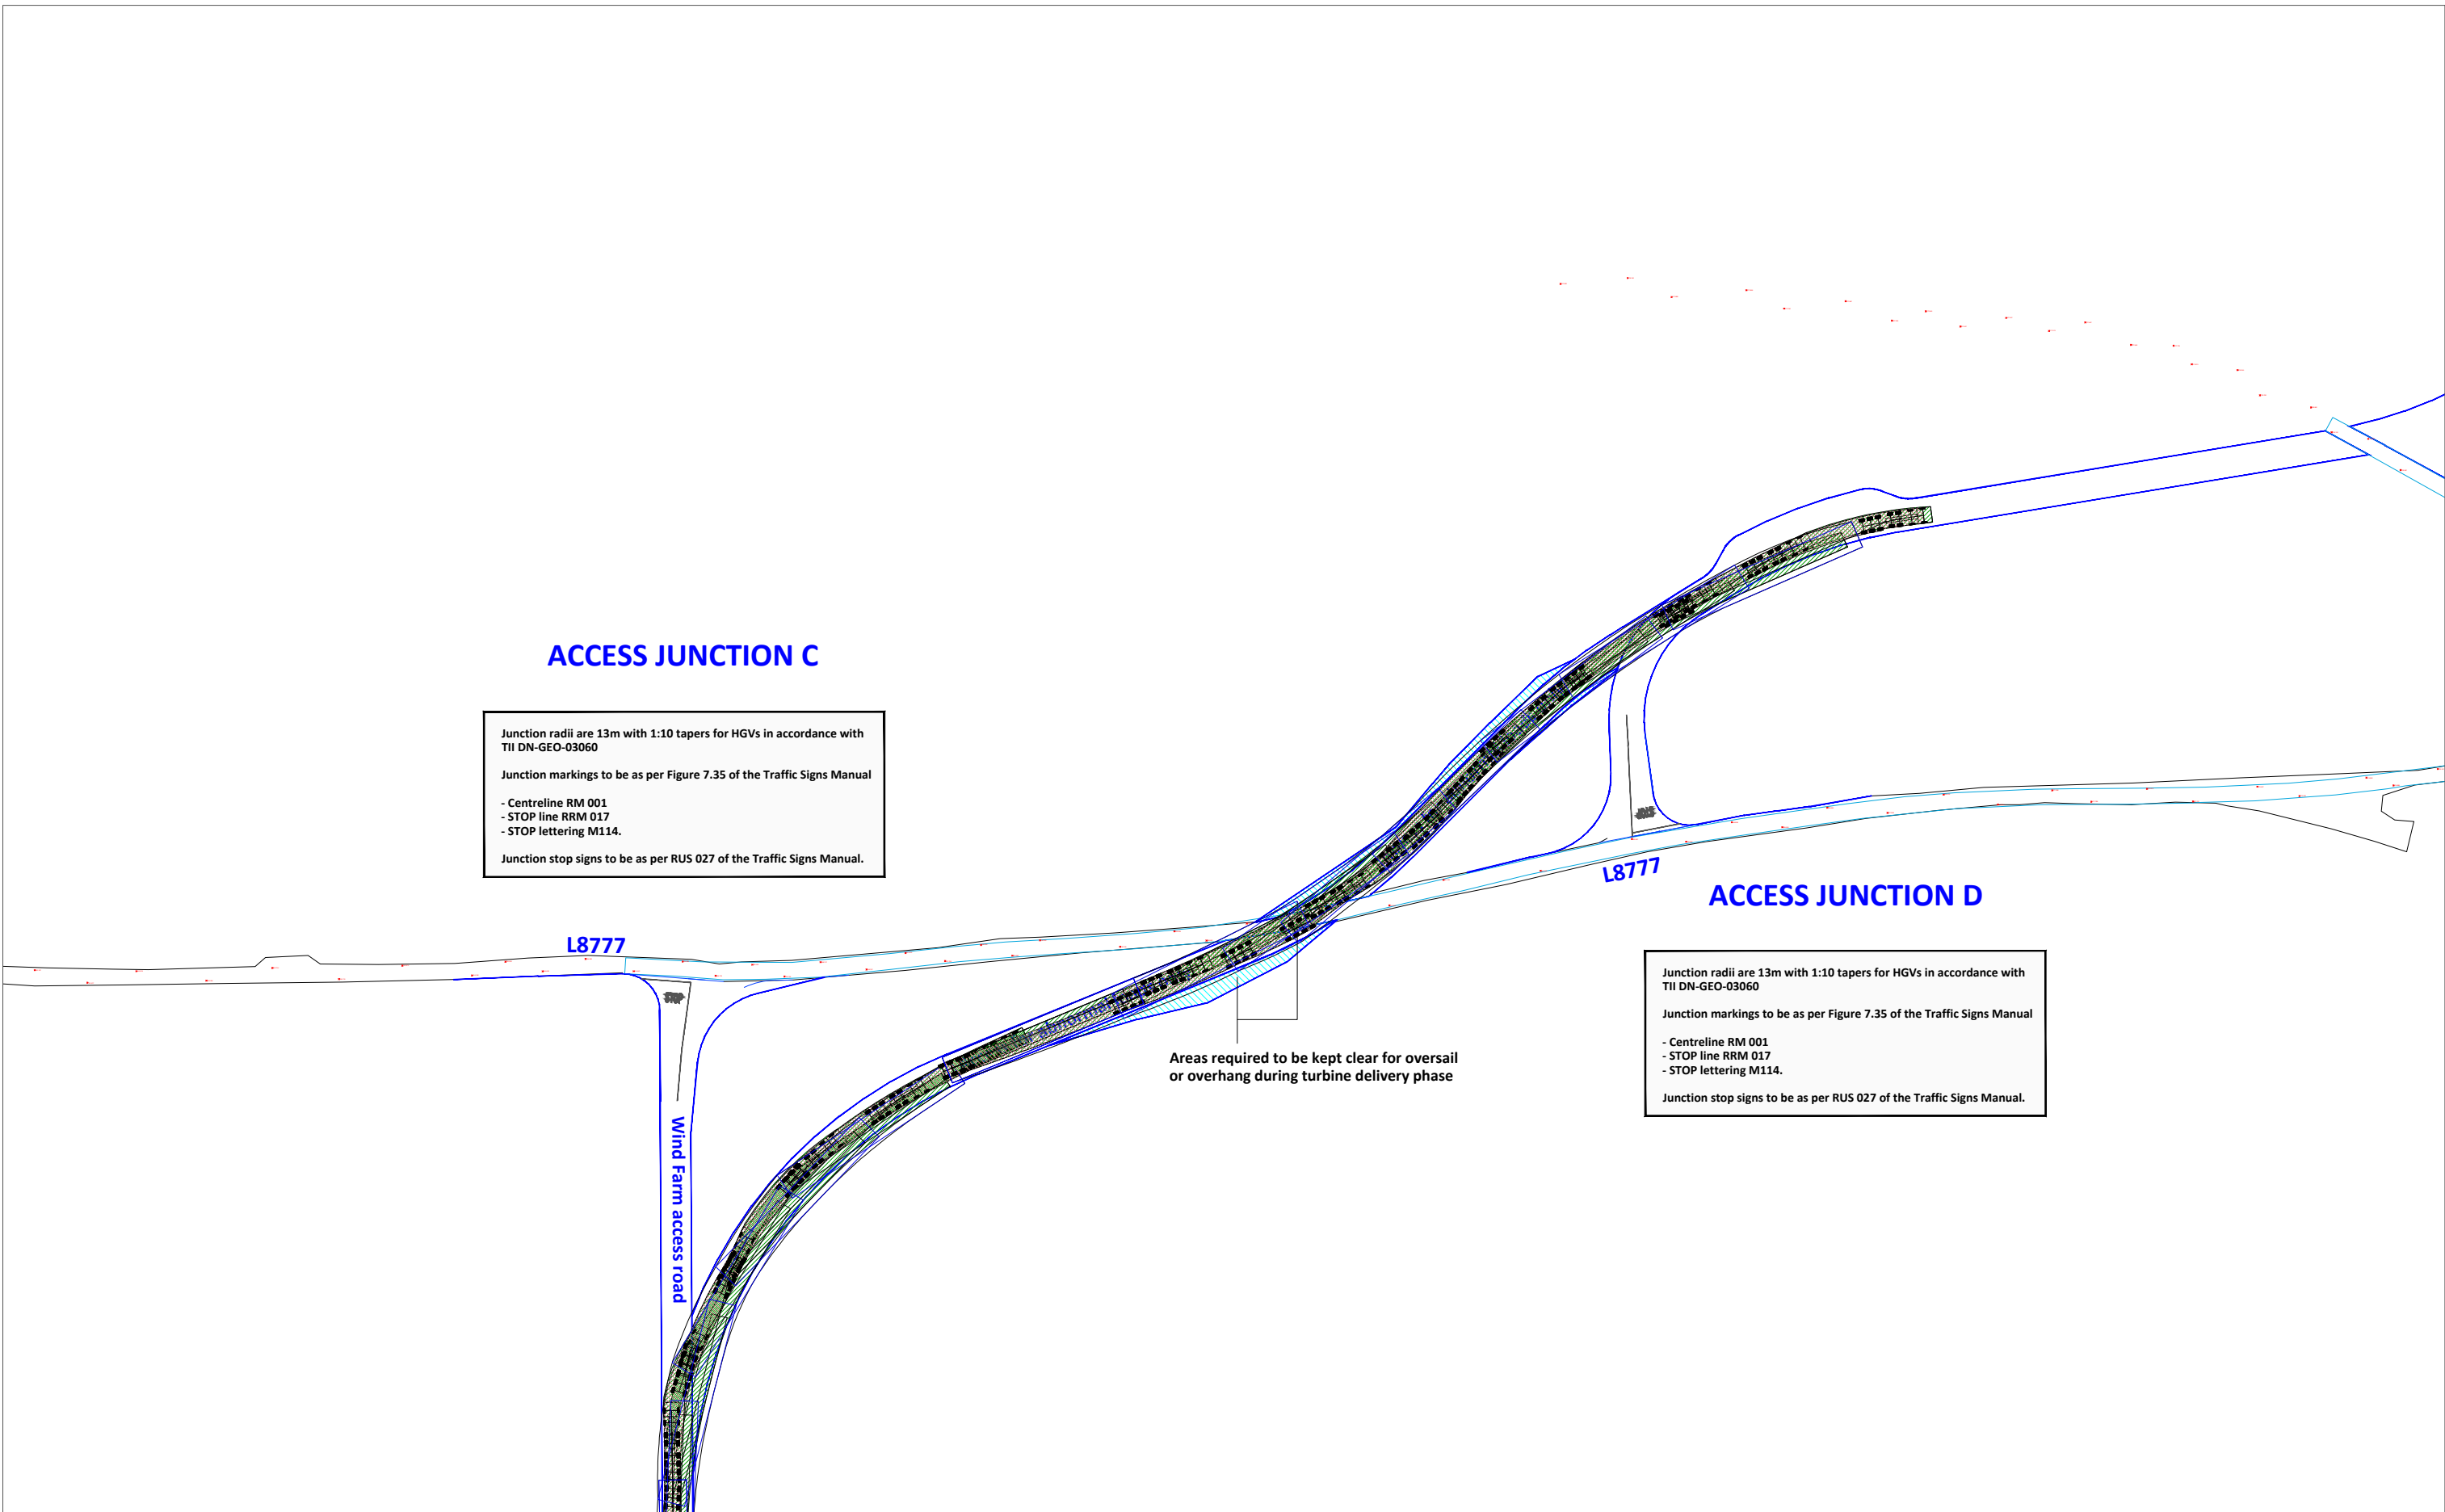 ACCESS JUNCTION C
Junction radii are 13m with 1:10 tapers for HGVs in accordance with
TII DN-GEO-03060
Junction markings to be as per Figure 7.35 of the Traffic Signs Manual
- Centreline RM 001
- STOP line RRM 017
- STOP lettering M114.
Junction stop signs to be as per RUS 027 of the Traffic Signs Manual.
L8777
STOP
Wind Farm access road
abnormal
Areas required to be kept clear for oversail
or overhang during turbine delivery phase
STOP
L8777
ACCESS JUNCTION D
Junction radii are 13m with 1:10 tapers for HGVs in accordance with
TII DN-GEO-03060
Junction markings to be as per Figure 7.35 of the Traffic Signs Manual
- Centreline RM 001
- STOP line RRM 017
- STOP lettering M114.
Junction stop signs to be as per RUS 027 of the Traffic Signs Manual.